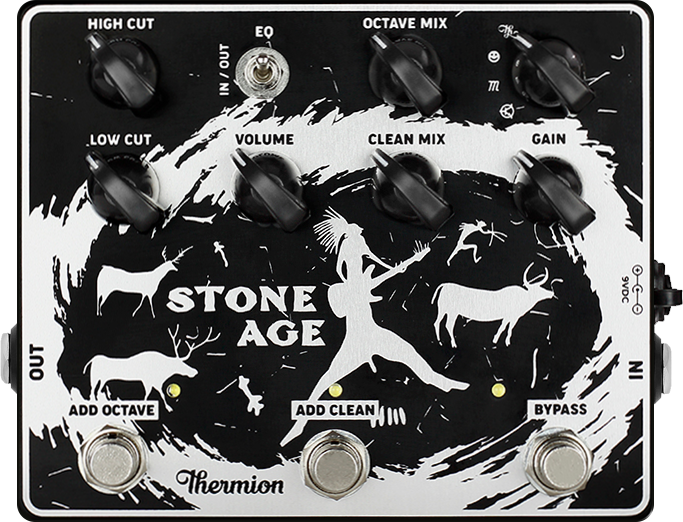 HIGH CUT
EQ
IN / OUT
OCTAVE MIX
LOW CUT
VOLUME
CLEAN MIX
GAIN
STONE
AGE
9VDC
OUT
IN
ADD OCTAVE
ADD CLEAN
BYPASS
Thermion